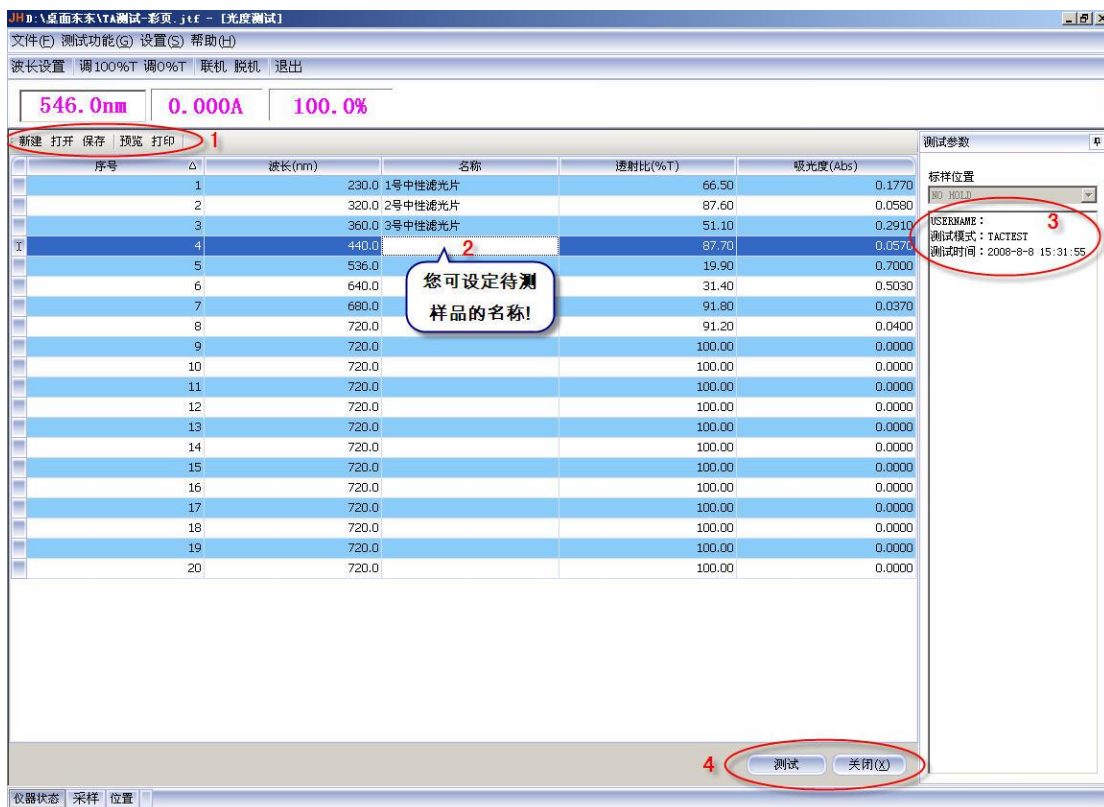 JH D:\桌面东东\TA测试-彩页.jtf - [光度测试]
文件(F) 测试功能(G) 设置(S) 帮助(H)
波长设置 调100%T 调0%T 联机 脱机 退出
546.0nm 0.000A 100.0%
新建 打开 保存 预览 打印 1
测试参数
序号 波长(nm) 名称 透射比(%T) 吸光度(Abs)
1 230.0 1号中性滤光片 66.50 0.1770
2 320.0 2号中性滤光片 87.60 0.0580
3 360.0 3号中性滤光片 51.10 0.2910
4 440.0 2 87.70 0.0570
5 536.0 19.90 0.7000
6 640.0 31.40 0.5030
7 680.0 91.80 0.0370
8 720.0 91.20 0.0400
9 720.0 100.00 0.0000
10 720.0 100.00 0.0000
11 720.0 100.00 0.0000
12 720.0 100.00 0.0000
13 720.0 100.00 0.0000
14 720.0 100.00 0.0000
15 720.0 100.00 0.0000
16 720.0 100.00 0.0000
17 720.0 100.00 0.0000
18 720.0 100.00 0.0000
19 720.0 100.00 0.0000
20 720.0 100.00 0.0000
您可设定待测
样品的名称!
标样位置
NO HOLD
USERNAME: 3
测试模式:TACTEST
测试时间:2008-8-8 15:31:55
4 测试 关闭(X)
仪器状态 采样 位置